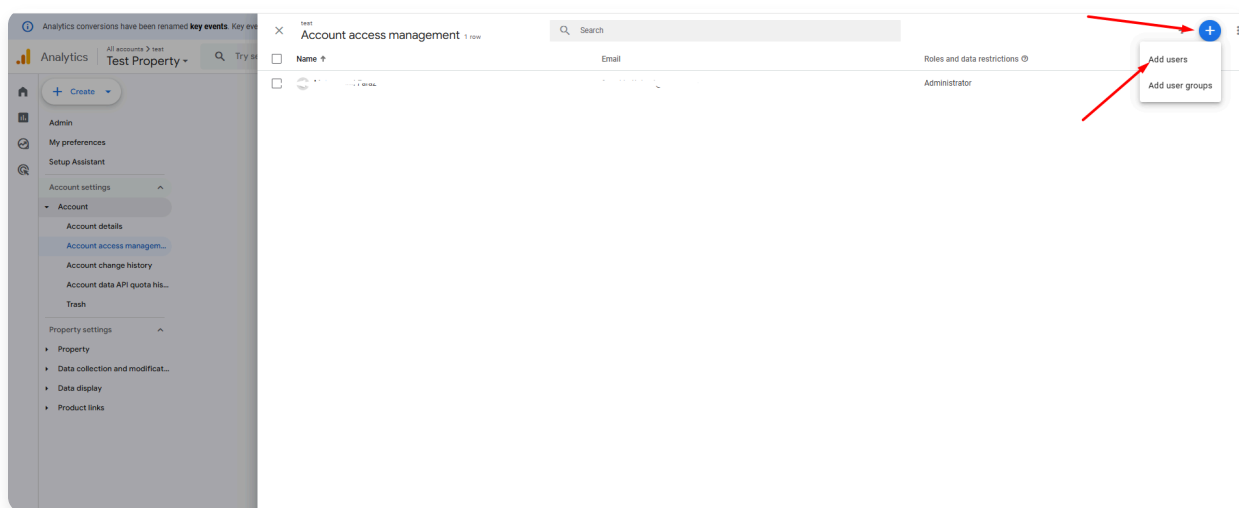 Analytics conversions have been renamed key events. Key eve
Analytics
All accounts > test
Test Property
Try se
Create
Admin
My preferences
Setup Assistant
Account settings
Account
Account details
Account access managem...
Account change history
Account data API quota his...
Trash
Property settings
Property
Data collection and modificat...
Data display
Product links
test
Account access management 1 row
Search
Name Email Roles and data restrictions
Administrator
Add users
Add user groups